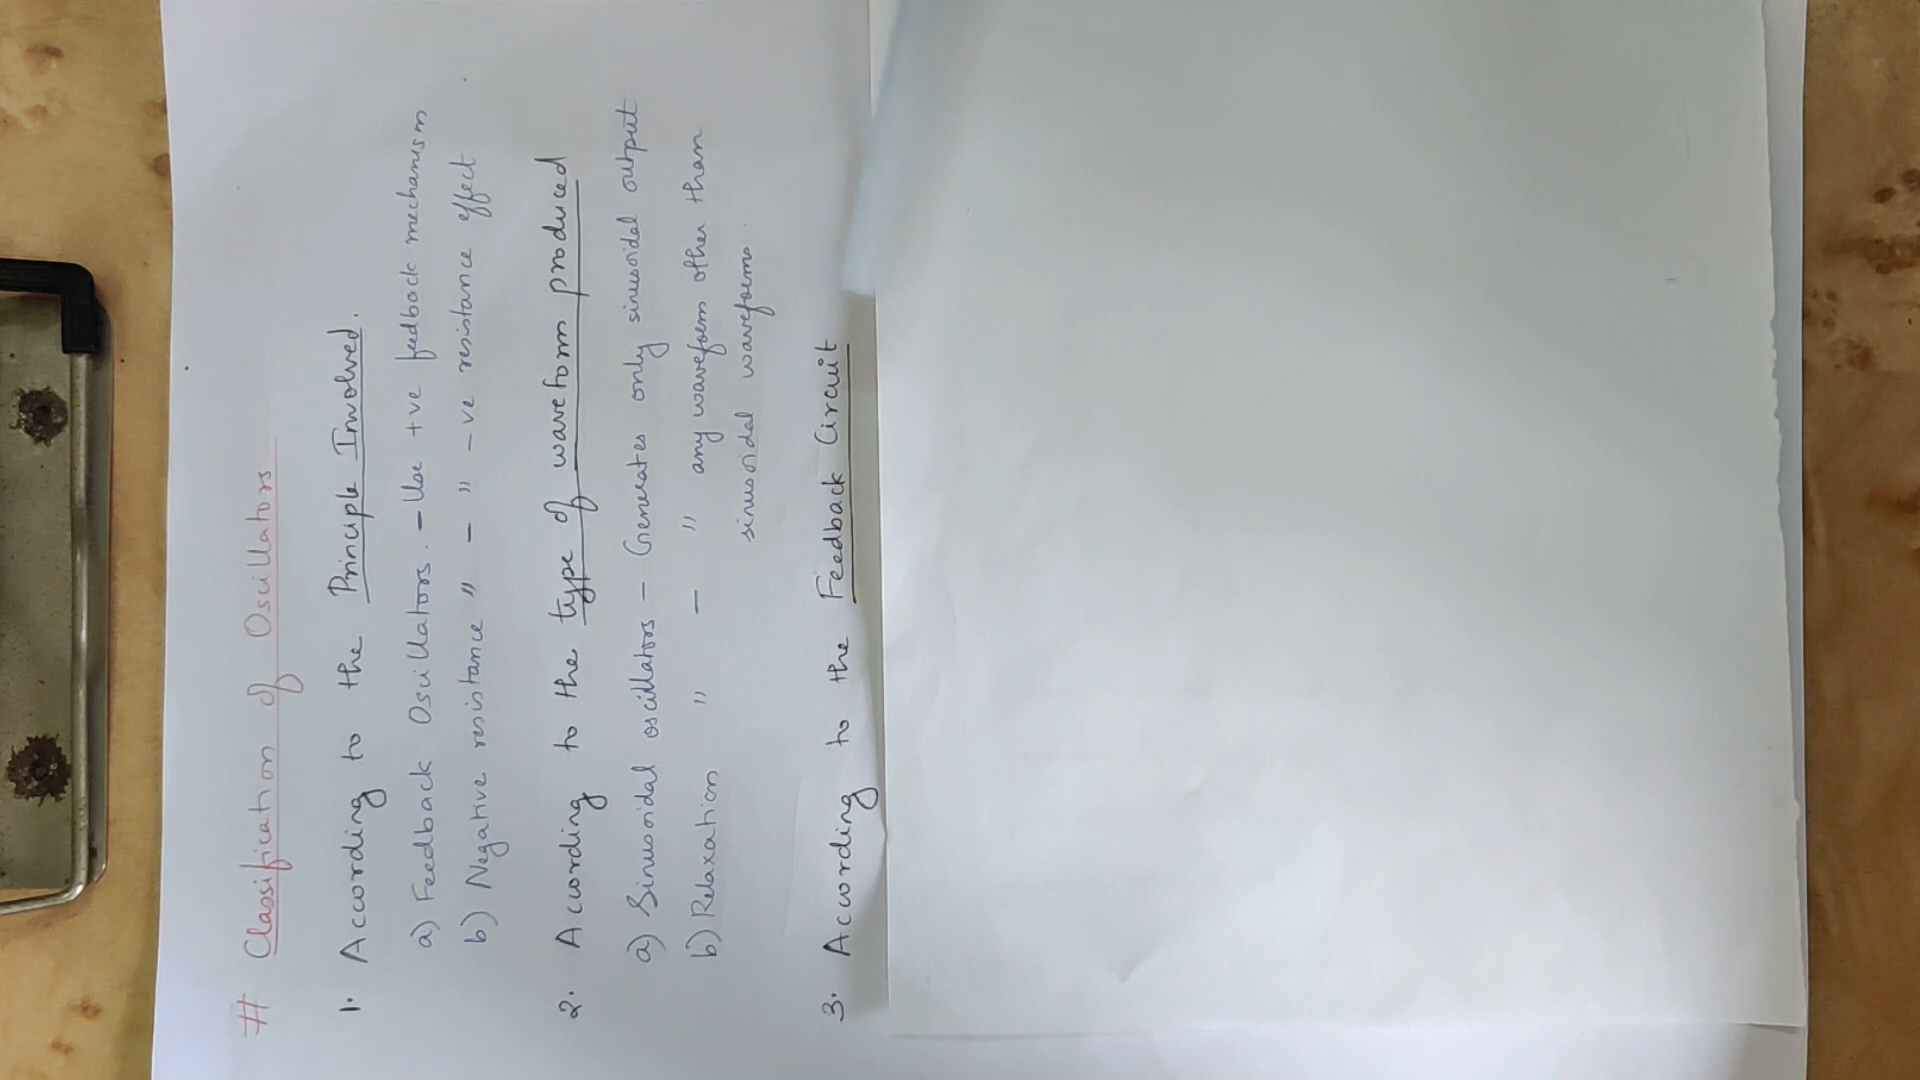 # Classification of Oscillators
1. According to the Principle Involved.
a) Feedback Oscillators. - Use +ve feedback mechanism
b) Negative resistance " - " -ve resistance effect
2. According to the type of waveform produced
a) Sinusoidal oscillators - Generates only sinusoidal output
b) Relaxation " - " any waveform other than
sinusoidal waveforms.
3. According to the Feedback Circuit